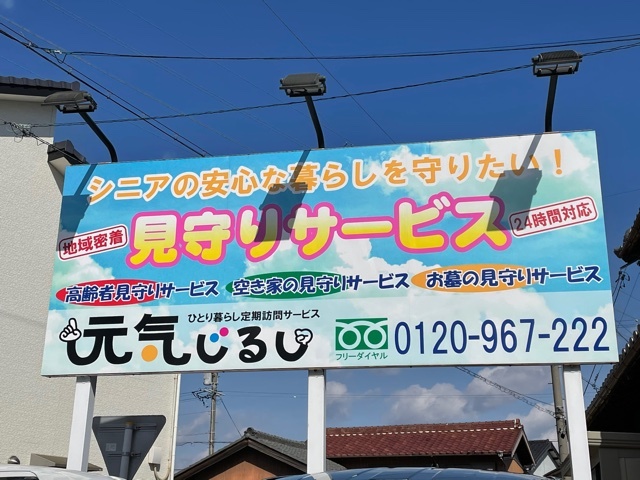 シニアの安心な暮らしを守りたい！
地域密着
見守りサービス
24時間対応
高齢者見守りサービス
空き家の見守りサービス
お墓の見守りサービス
ひとり暮らし定期訪問サービス
元気じるし
フリーダイヤル
0120-967-222